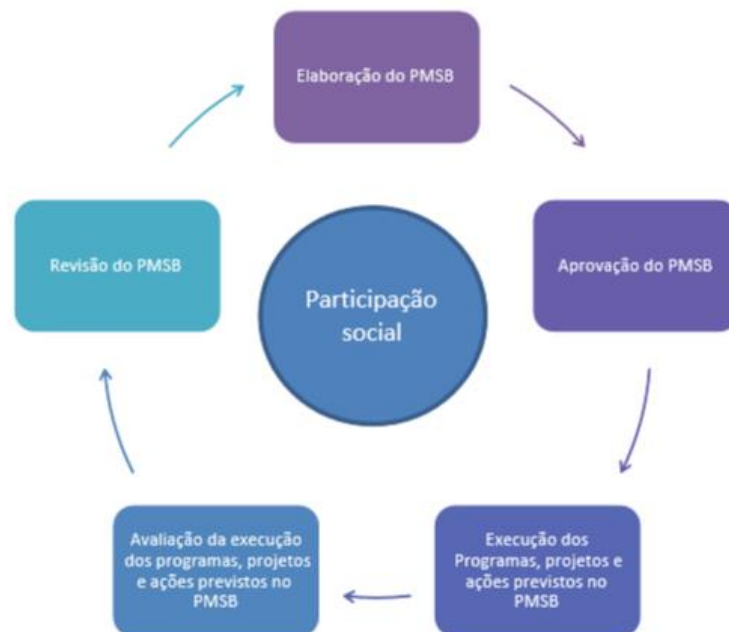 Elaboração do PMSB
Revisão do PMSB
Participação
social
Aprovação do PMSB
Avaliação da execução
dos programas, projetos
e ações previstos no
PMSB
Execução dos
Programas, projetos e
ações previstos no
PMSB